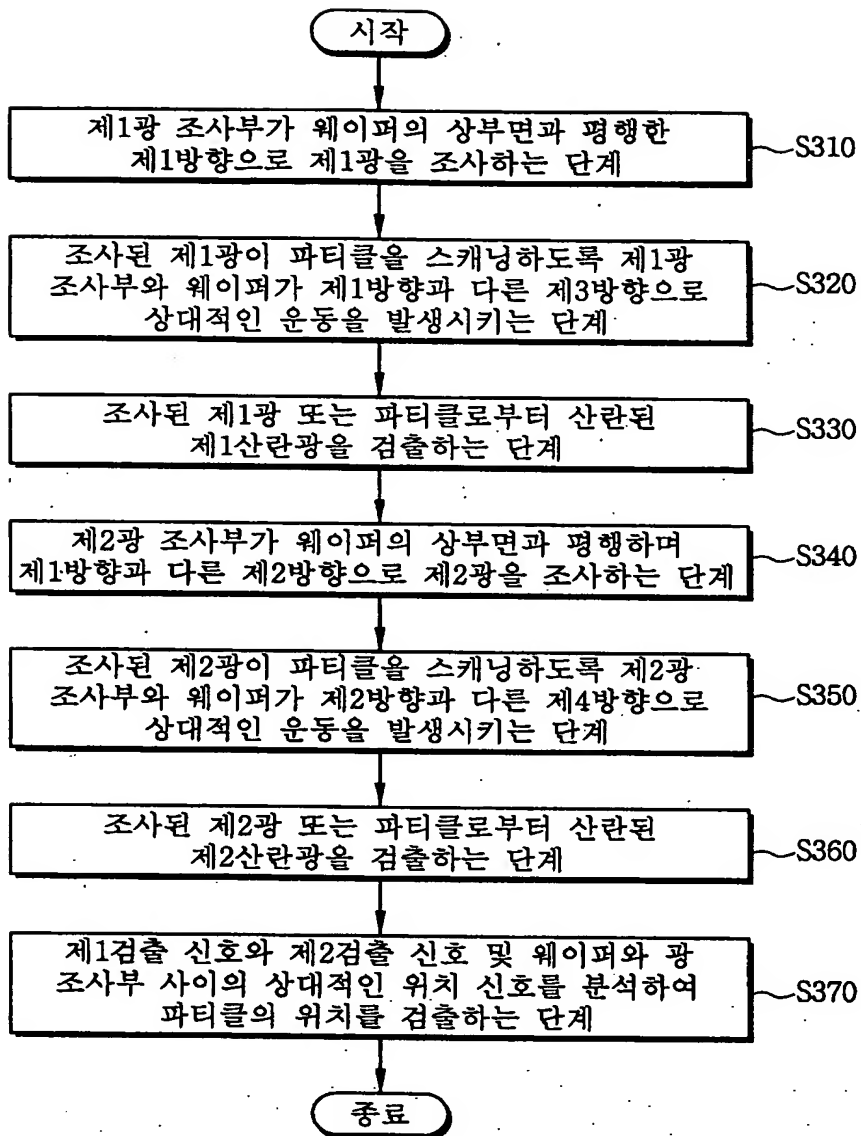 시작
제1광 조사부가 웨이퍼의 상부면과 평행한
제1방향으로 제1광을 조사하는 단계
S310
조사된 제1광이 파티클을 스캐닝하도록 제1광
조사부와 웨이퍼가 제1방향과 다른 제3방향으로
상대적인 운동을 발생시키는 단계
S320
조사된 제1광 또는 파티클로부터 산란된
제1산란광을 검출하는 단계
S330
제2광 조사부가 웨이퍼의 상부면과 평행하며
제1방향과 다른 제2방향으로 제2광을 조사하는 단계
S340
조사된 제2광이 파티클을 스캐닝하도록 제2광
조사부와 웨이퍼가 제2방향과 다른 제4방향으로
상대적인 운동을 발생시키는 단계
S350
조사된 제2광 또는 파티클로부터 산란된
제2산란광을 검출하는 단계
S360
제1검출 신호와 제2검출 신호 및 웨이퍼와 광
조사부 사이의 상대적인 위치 신호를 분석하여
파티클의 위치를 검출하는 단계
S370
종료